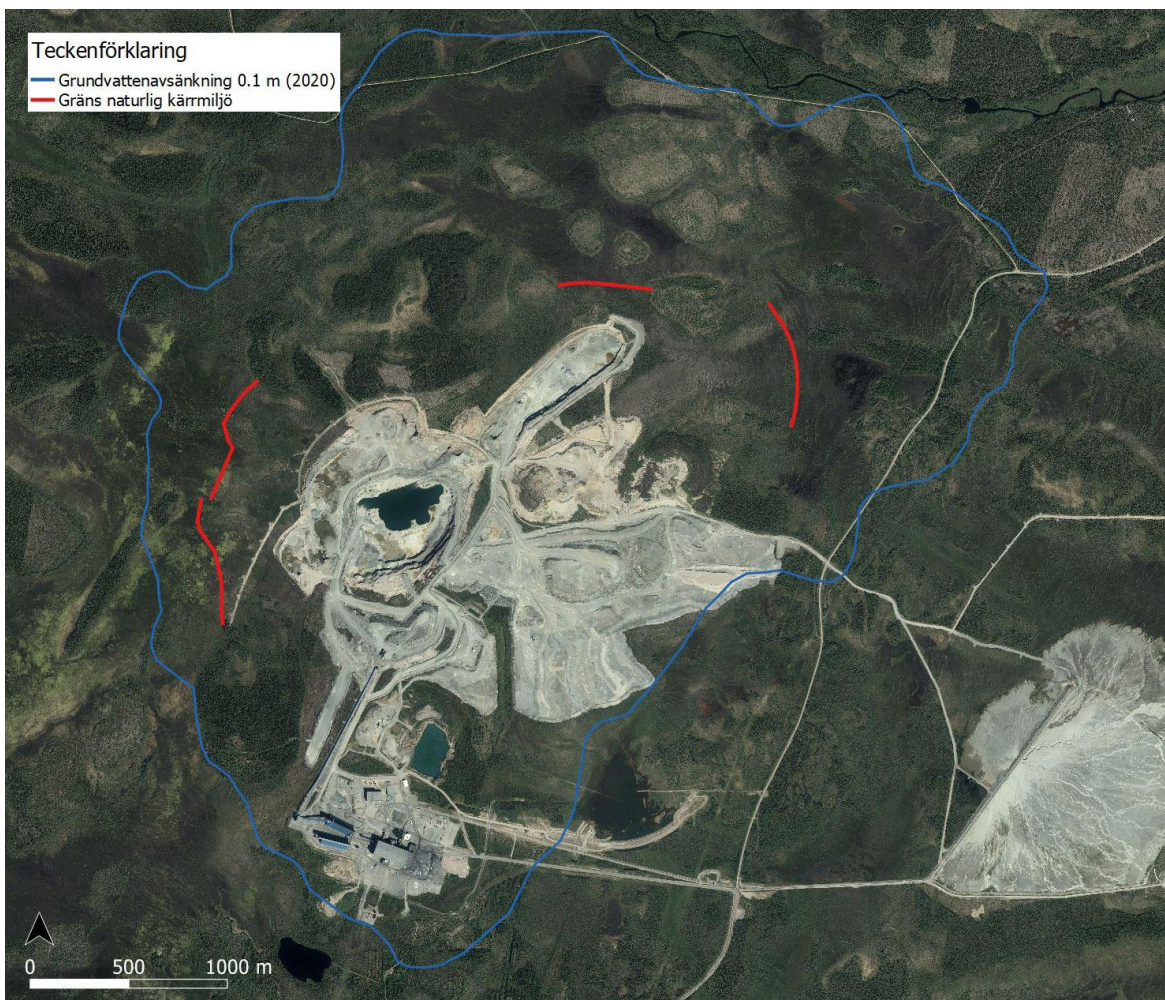 Teckenförklaring
Grundvattenavsänkning 0.1 m (2020)
Gräns naturlig kärrmiljö
0 500 1000 m